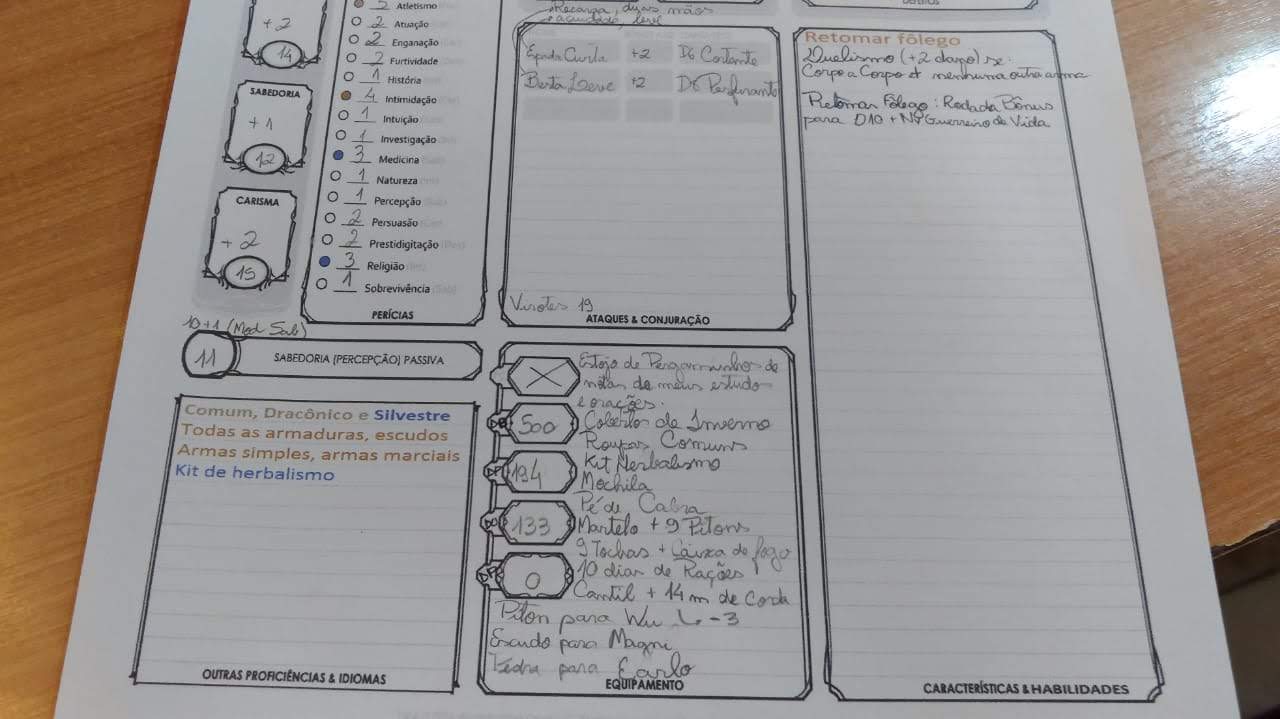 +2
14
SABEDORIA
+1
12
CARISMA
+2
15
2 Atletismo
2 Atuação
2 Enganação
2 Furtividade
1 História
4 Intimidação
1 Intuição
1 Investigação
3 Medicina
1 Natureza
1 Percepção
2 Persuasão
2 Prestidigitação
3 Religião
1 Sobrevivência
PERÍCIAS
10+1 (Mod Sab)
11 SABEDORIA (PERCEPÇÃO) PASSIVA
Comum, Dracônico e Silvestre
Todas as armaduras, escudos
Armas simples, armas marciais
Kit de herbalismo
OUTRAS PROFICIÊNCIAS & IDIOMAS
Recarga, duas mãos
acuidade, leve
Espada Curta +2 D6 Cortante
Besta Leve +2 D8 Perfurante
Virotes 19
ATAQUES & CONJURAÇÃO
Estojo de Pergaminhos de
notas de meus estudos
e orações.
500 Cobertos de Inverno
Roupas Comuns
194 Kit Herbalismo
Mochila
Pé de Cabra
133 Martelo + 9 Pitons
9 Tochas + Caixa de fogo
0 10 dias de Rações
Cantil + 14 m de Corda
Piton para Wu -3
Escudo para Magni
Pedra para Earlo
EQUIPAMENTO
Retomar fôlego
Duelismo (+2 dano) se:
Corpo a Corpo et nenhuma outra arma
Retomar Fôlego: Rodada Bônus
para D10 + NV Guerreiro de Vida
CARACTERÍSTICAS & HABILIDADES